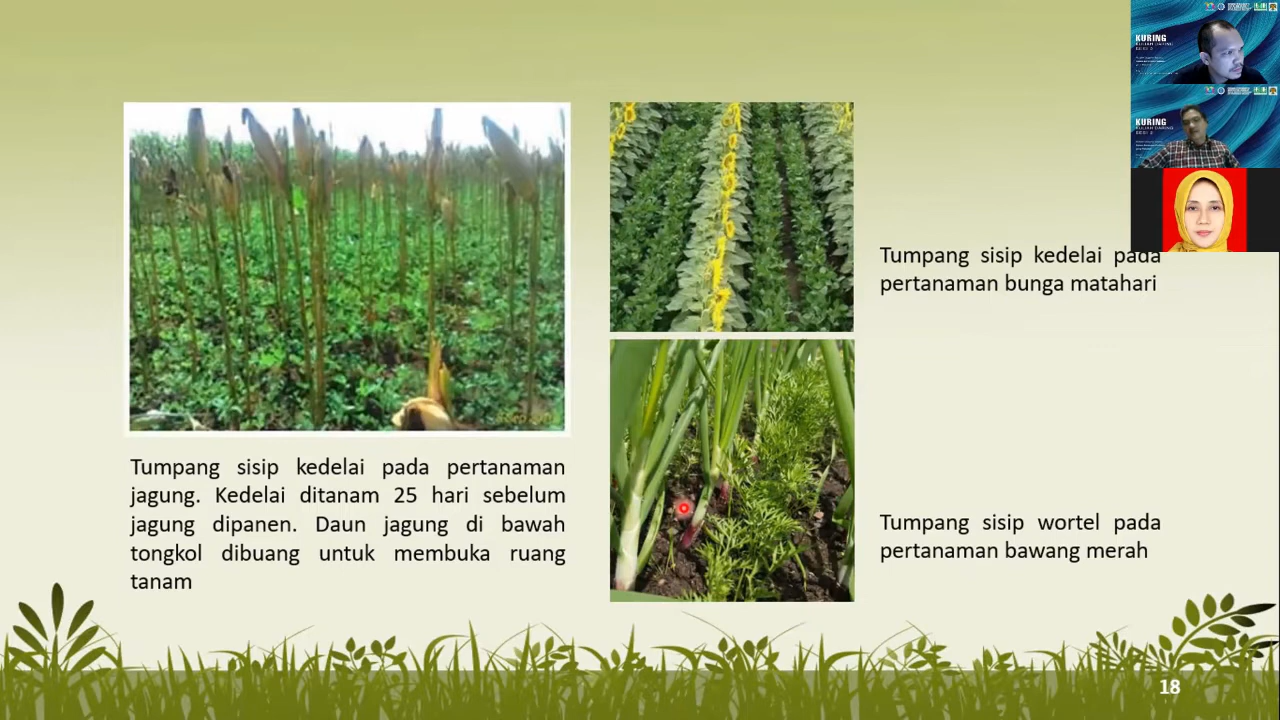 KURING
KURING
Tumpang sisip kedelai pada
pertanaman bunga matahari
Tumpang sisip kedelai pada pertanaman
jagung. Kedelai ditanam 25 hari sebelum
jagung dipanen. Daun jagung di bawah
tongkol dibuang untuk membuka ruang
tanam
Tumpang sisip wortel pada
pertanaman bawang merah
18